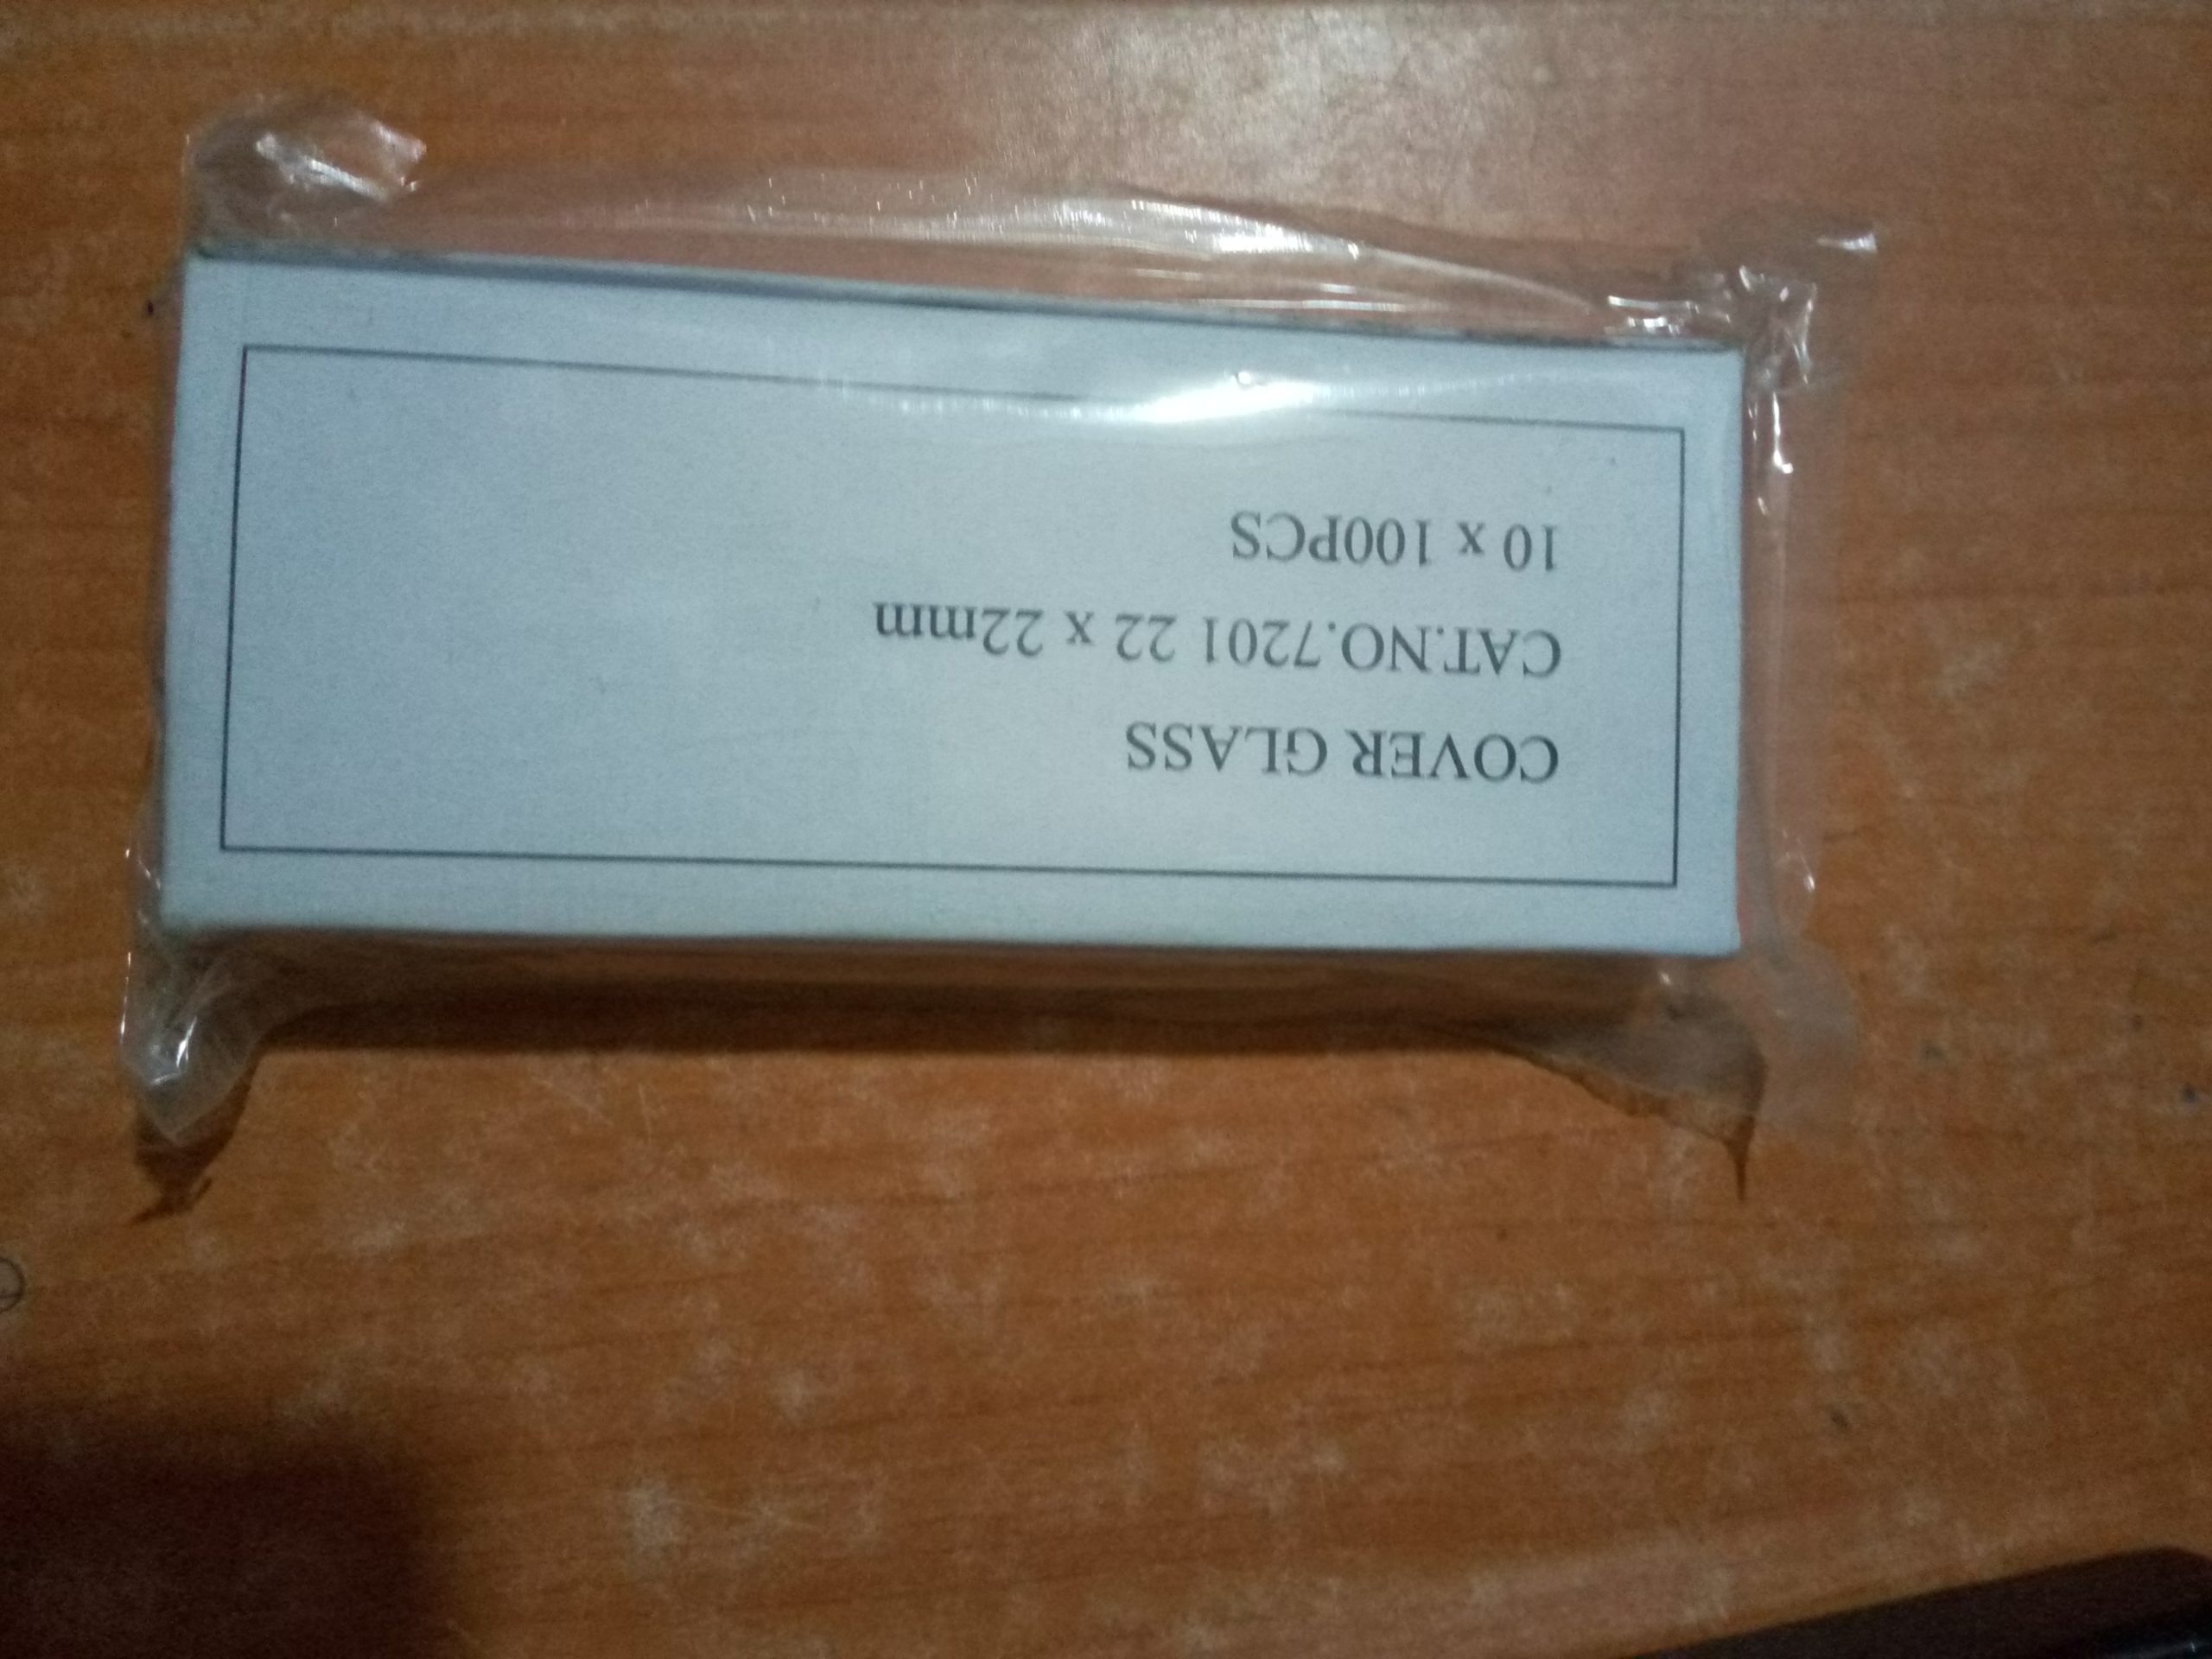 COVER GLASS
CAT.NO.7201 22 x 22mm
10 x 100PCS